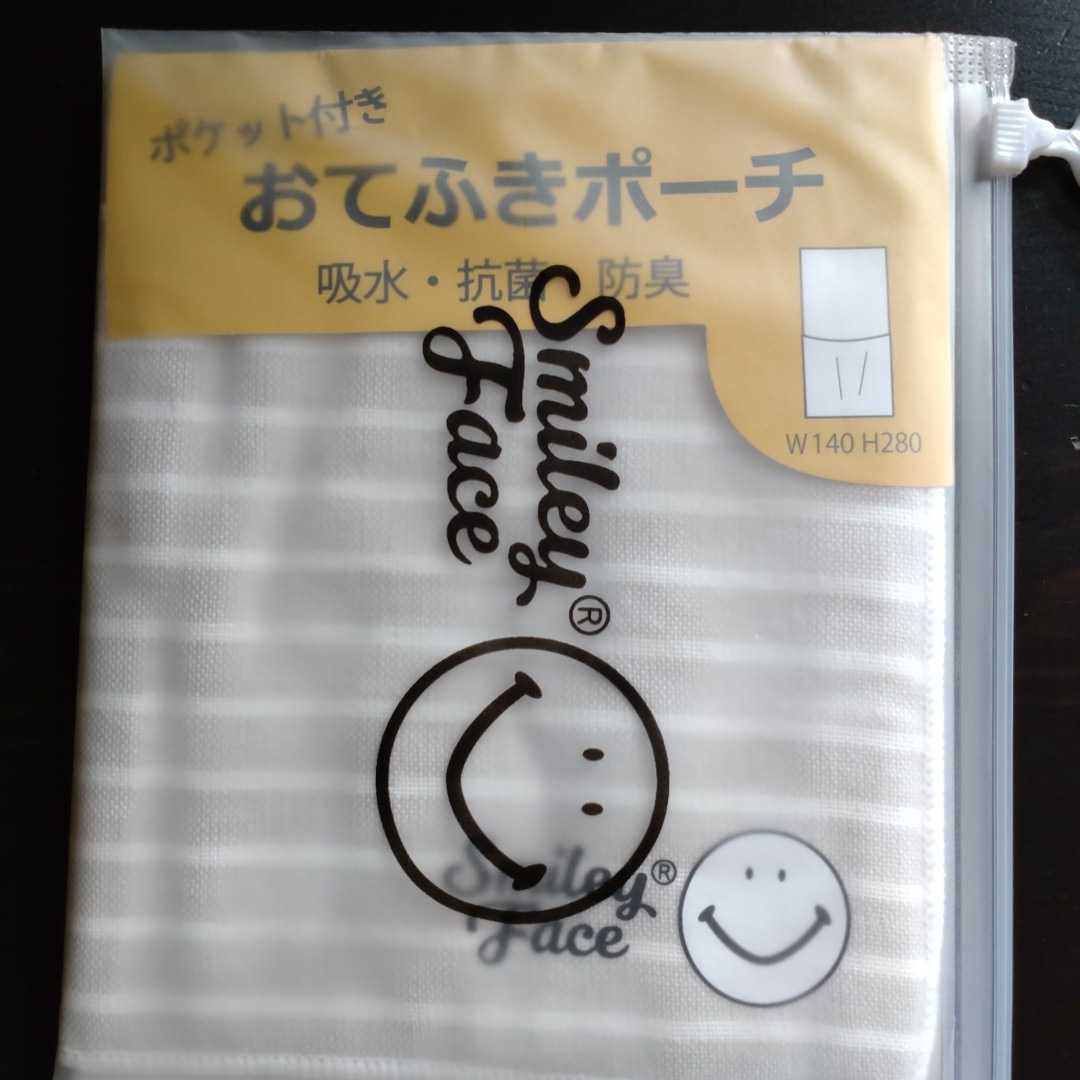 ポケット付き
おてふきポーチ
吸水・抗菌・防臭
W140 H280
Smiley
Face
®
Smiley®
Face